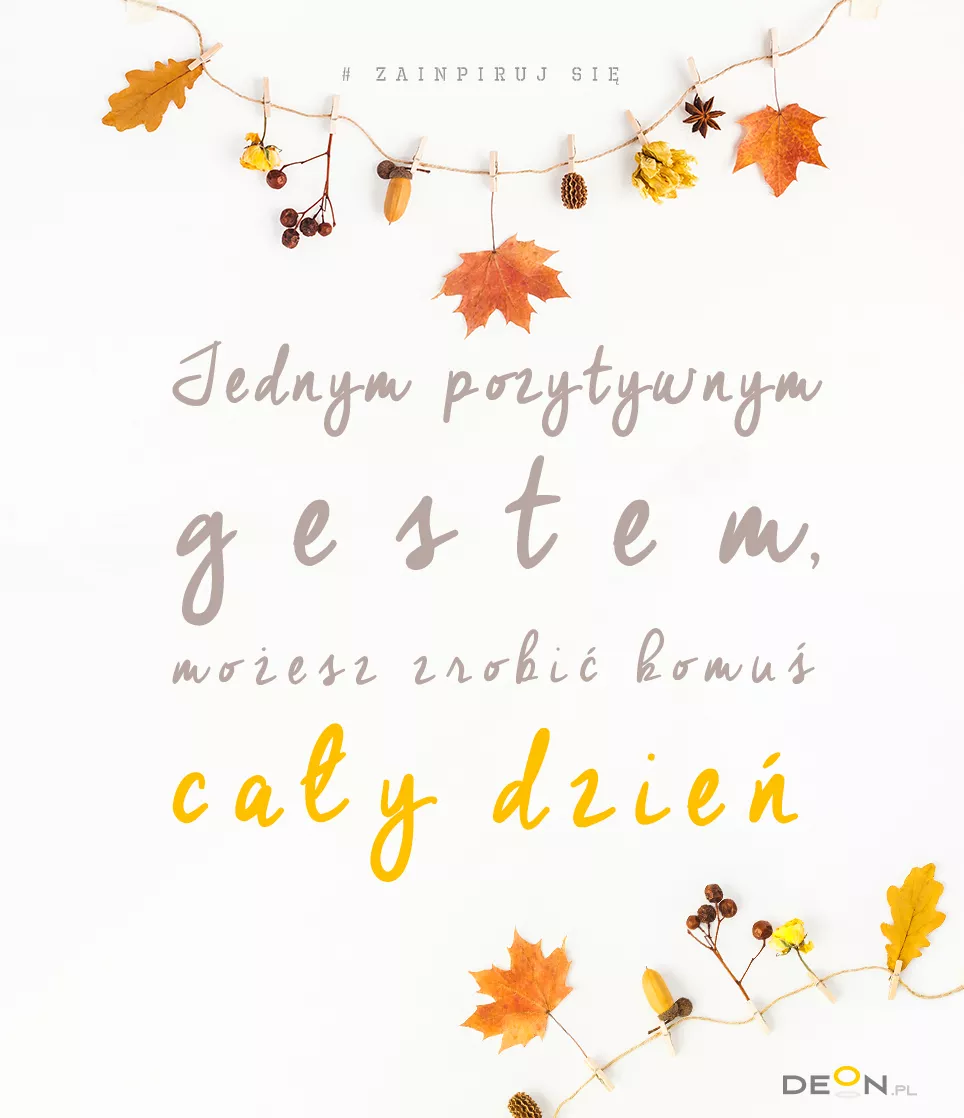 # ZAINPIRUJ SIĘ
Jednym pozytywnym
gestem,
możesz zrobić komuś
cały dzień
DEON.PL